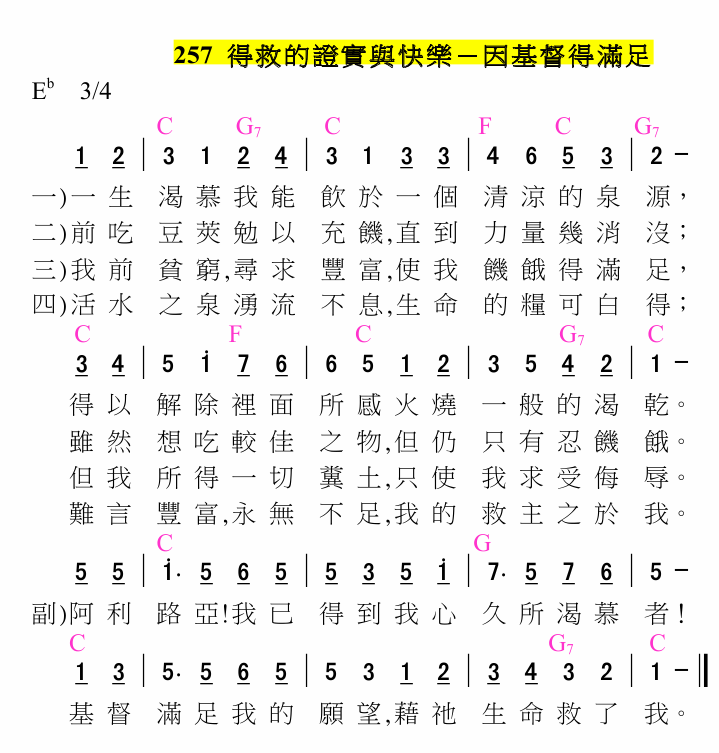 257 得救的證實與快樂－因基督得滿足
E♭ 3/4
C G7 C F C G7
1 2 | 3 1 2 4 | 3 1 3 3 | 4 6 5 3 | 2 –
一)一生 渴慕我能 飲於一個 清涼的泉 源，
二)前吃 豆莢勉以 充饑,直到 力量幾消 沒；
三)我前 貧窮,尋求 豐富,使我 饑餓得滿 足，
四)活水 之泉湧流 不息,生命 的糧可白 得；
C F C G7 C
3 4 | 5 i 7 6 | 6 5 1 2 | 3 5 4 2 | 1 –
得以 解除裡面 所感火燒 一般的渴 乾。
雖然 想吃較佳 之物,但仍 只有忍饑 餓。
但我 所得一切 糞土,只使 我求受侮 辱。
難言 豐富,永無 不足,我的 救主之於 我。
C G
5 5 | i· 5 6 5 | 5 3 5 i | 7· 5 7 6 | 5 –
副)阿利 路亞!我已 得到我心 久所渴慕 者!
C G7 C
1 3 | 5· 5 6 5 | 5 3 1 2 | 3 4 3 2 | 1 – ‖
基督 滿足我的 願望,藉祂 生命救了 我。